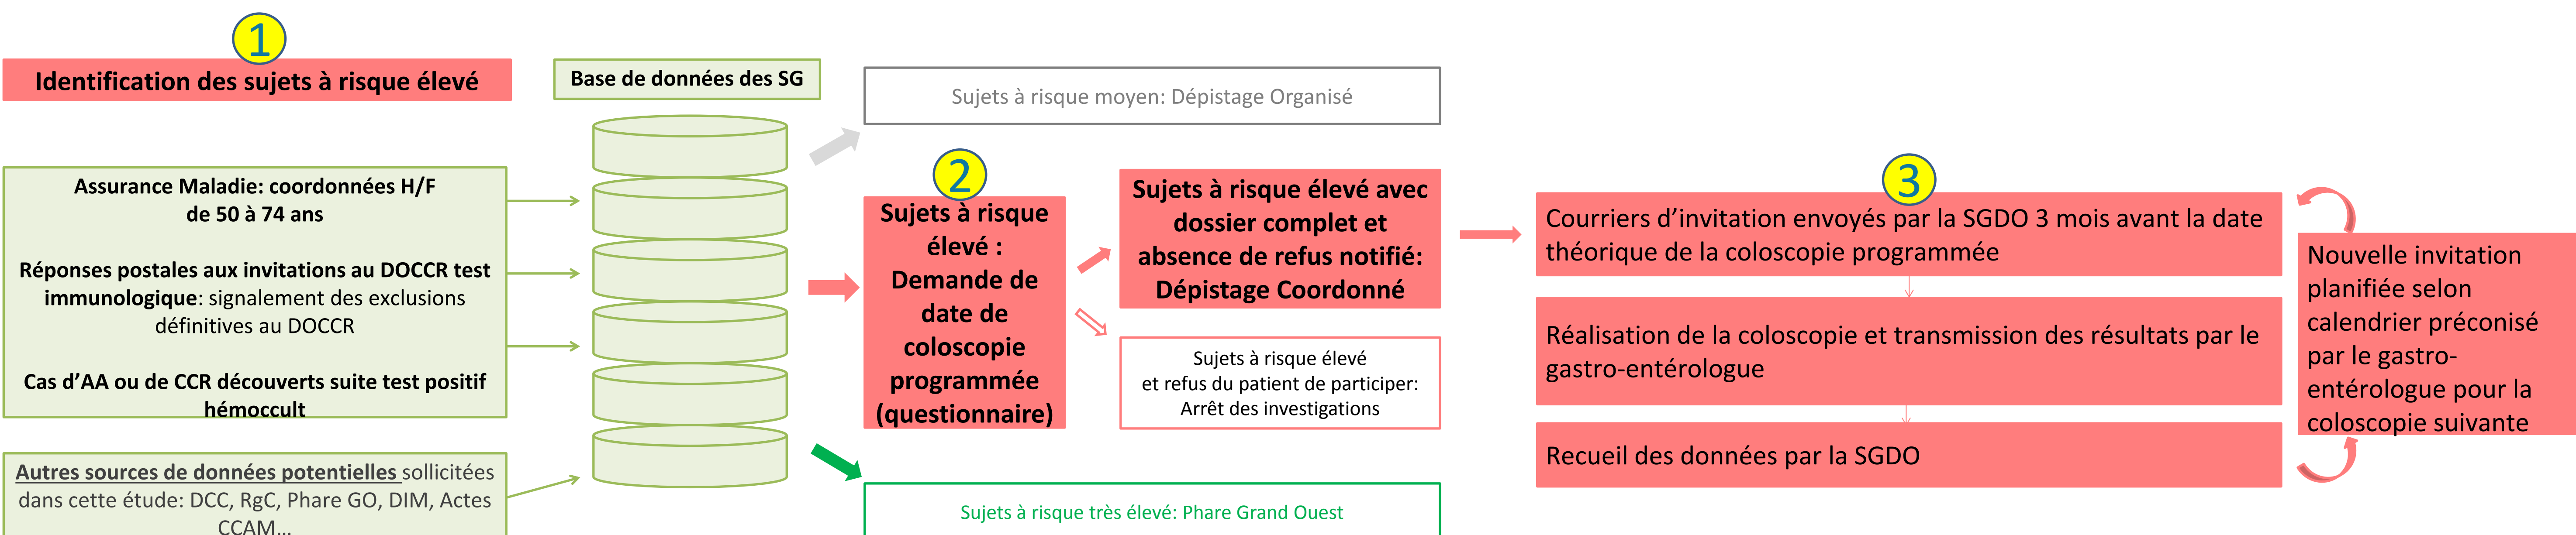 1
Identification des sujets à risque élevé
Assurance Maladie: coordonnées H/F
de 50 à 74 ans
Réponses postales aux invitations au DOCCR test
immunologique: signalement des exclusions
définitives au DOCCR
Cas d’AA ou de CCR découverts suite test positif
hémoccult
Autres sources de données potentielles sollicitées
dans cette étude: DCC, RgC, Phare GO, DIM, Actes
CCAM…
Base de données des SG
Sujets à risque moyen: Dépistage Organisé
2
Sujets à risque
élevé :
Demande de
date de
coloscopie
programmée
(questionnaire)
Sujets à risque élevé avec
dossier complet et
absence de refus notifié:
Dépistage Coordonné
Sujets à risque élevé
et refus du patient de participer:
Arrêt des investigations
Sujets à risque très élevé: Phare Grand Ouest
3
Courriers d’invitation envoyés par la SGDO 3 mois avant la date
théorique de la coloscopie programmée
Réalisation de la coloscopie et transmission des résultats par le
gastro-entérologue
Recueil des données par la SGDO
Nouvelle invitation
planifiée selon
calendrier préconisé
par le gastro-
entérologue pour la
coloscopie suivante